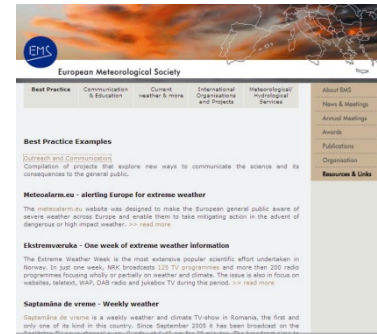 EMS
European Meteorological Society
Best Practice
Communication & Education
Current weather & more
International Organisations and Projects
Meteorological/ Hydrological Services
About EMS
News & Meetings
Annual Meetings
Awards
Publications
Organisation
Resources & Links
Best Practice Examples
Outreach and Communication
Compilation of projects that explore new ways to communicate the science and its
consequences to the general public.
Meteoalarm.eu - alerting Europe for extreme weather
The meteoalarm.eu website was designed to make the European general public aware of
severe weather across Europe and enable them to take mitigating action in the advent of
dangerous or high impact weather. >> read more
Ekstremveruka - One week of extreme weather information
The Extreme Weather Week is the most extensive popular scientific effort undertaken in
Norway. In just one week, NRK broadcasts 125 TV programmes and more than 200 radio
programmes focusing wholly or partially on weather and climate. The issue is also in focus on
websites, teletext, WAP, DAB radio and jukebox TV during this period. >> read more
Saptamâna de vreme - Weekly weather
Saptamâna de vreme is a weekly weather and climate TV-show in Romania, the first and
only one of its kind in this country. Since September 2005 it has been broadcast on the